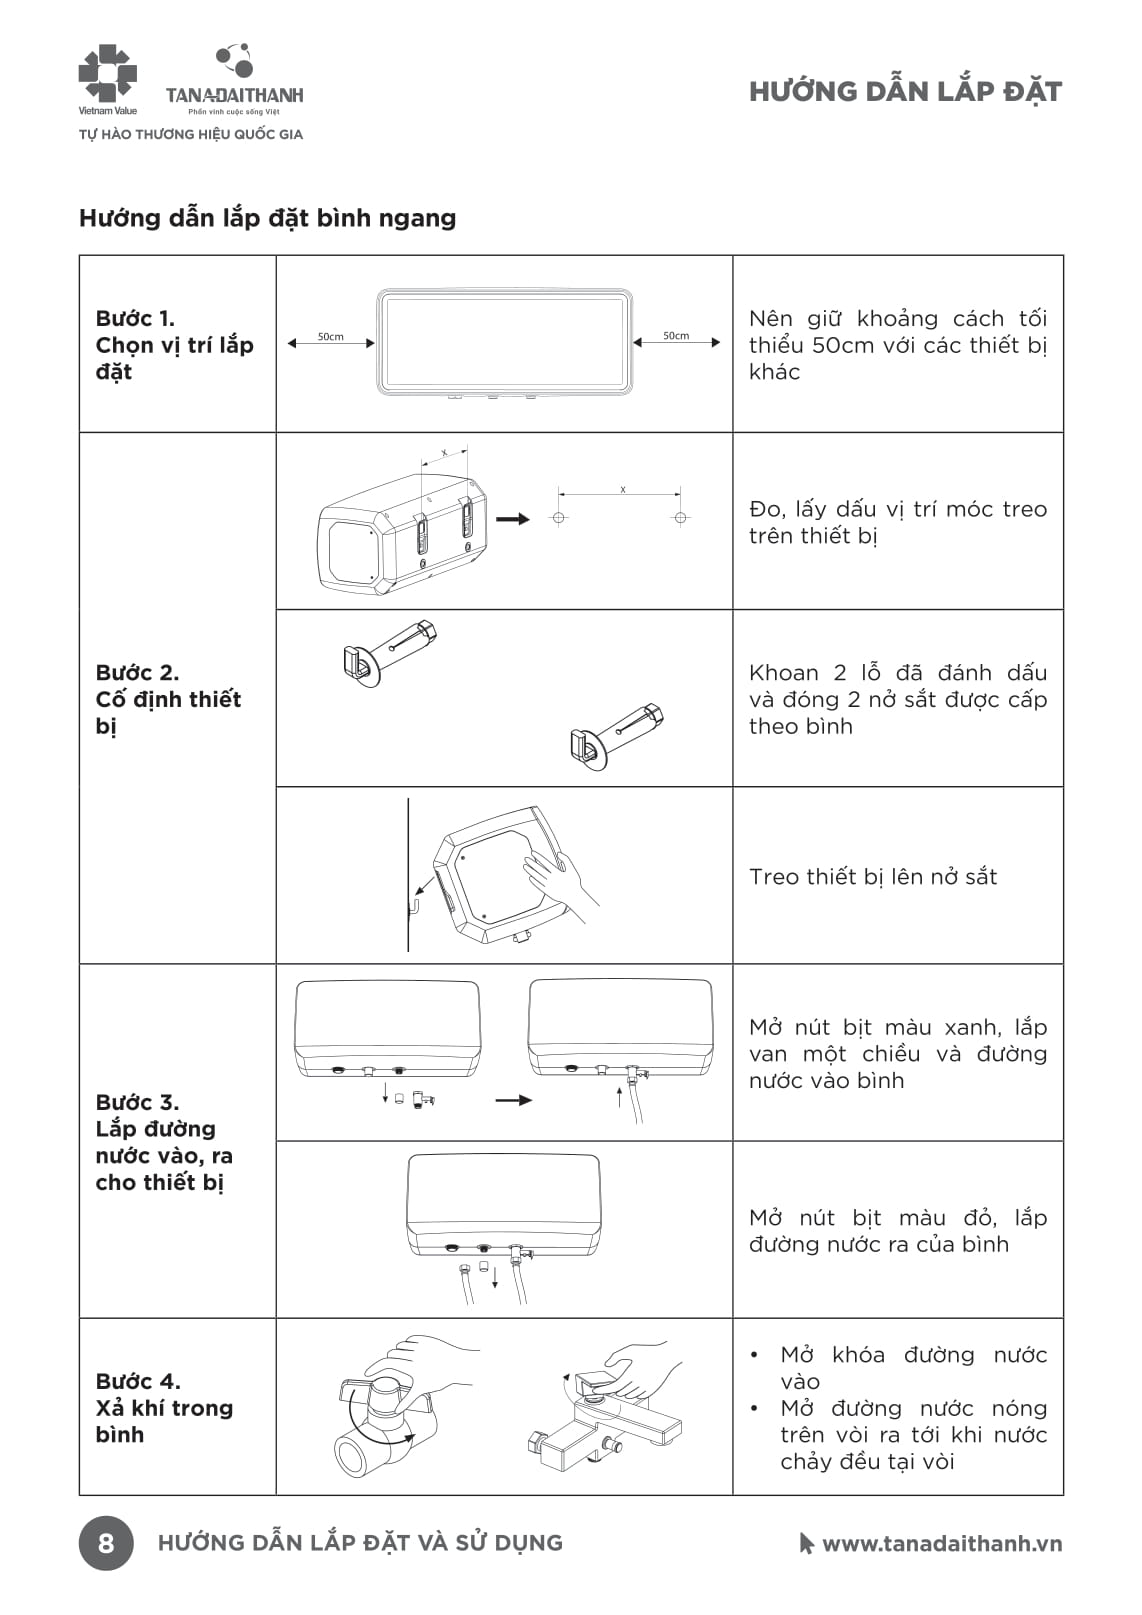 Vietnam Value
TANADAITHANH
Phồn vinh cuộc sống Việt
TỰ HÀO THƯƠNG HIỆU QUỐC GIA
HƯỚNG DẪN LẮP ĐẶT
Hướng dẫn lắp đặt bình ngang
Bước 1.
Chọn vị trí lắp
đặt
50cm
50cm
Nên giữ khoảng cách tối
thiểu 50cm với các thiết bị
khác
Bước 2.
Cố định thiết
bị
X
X
Đo, lấy dấu vị trí móc treo
trên thiết bị
Khoan 2 lỗ đã đánh dấu
và đóng 2 nở sắt được cấp
theo bình
Treo thiết bị lên nở sắt
Bước 3.
Lắp đường
nước vào, ra
cho thiết bị
Mở nút bịt màu xanh, lắp
van một chiều và đường
nước vào bình
Mở nút bịt màu đỏ, lắp
đường nước ra của bình
Bước 4.
Xả khí trong
bình
• Mở khóa đường nước
vào
• Mở đường nước nóng
trên vòi ra tới khi nước
chảy đều tại vòi
8
HƯỚNG DẪN LẮP ĐẶT VÀ SỬ DỤNG
www.tanadaithanh.vn